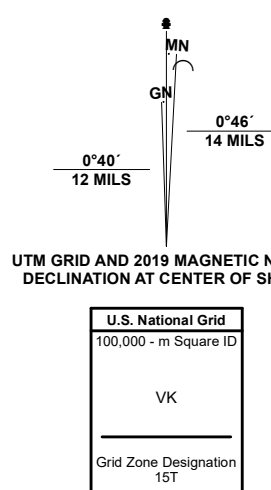 MN
GN
0°46´
14 MILS
0°40´
12 MILS
UTM GRID AND 2019 MAGNETIC N
DECLINATION AT CENTER OF SH
U.S. National Grid
100,000 - m Square ID
VK
Grid Zone Designation
15T